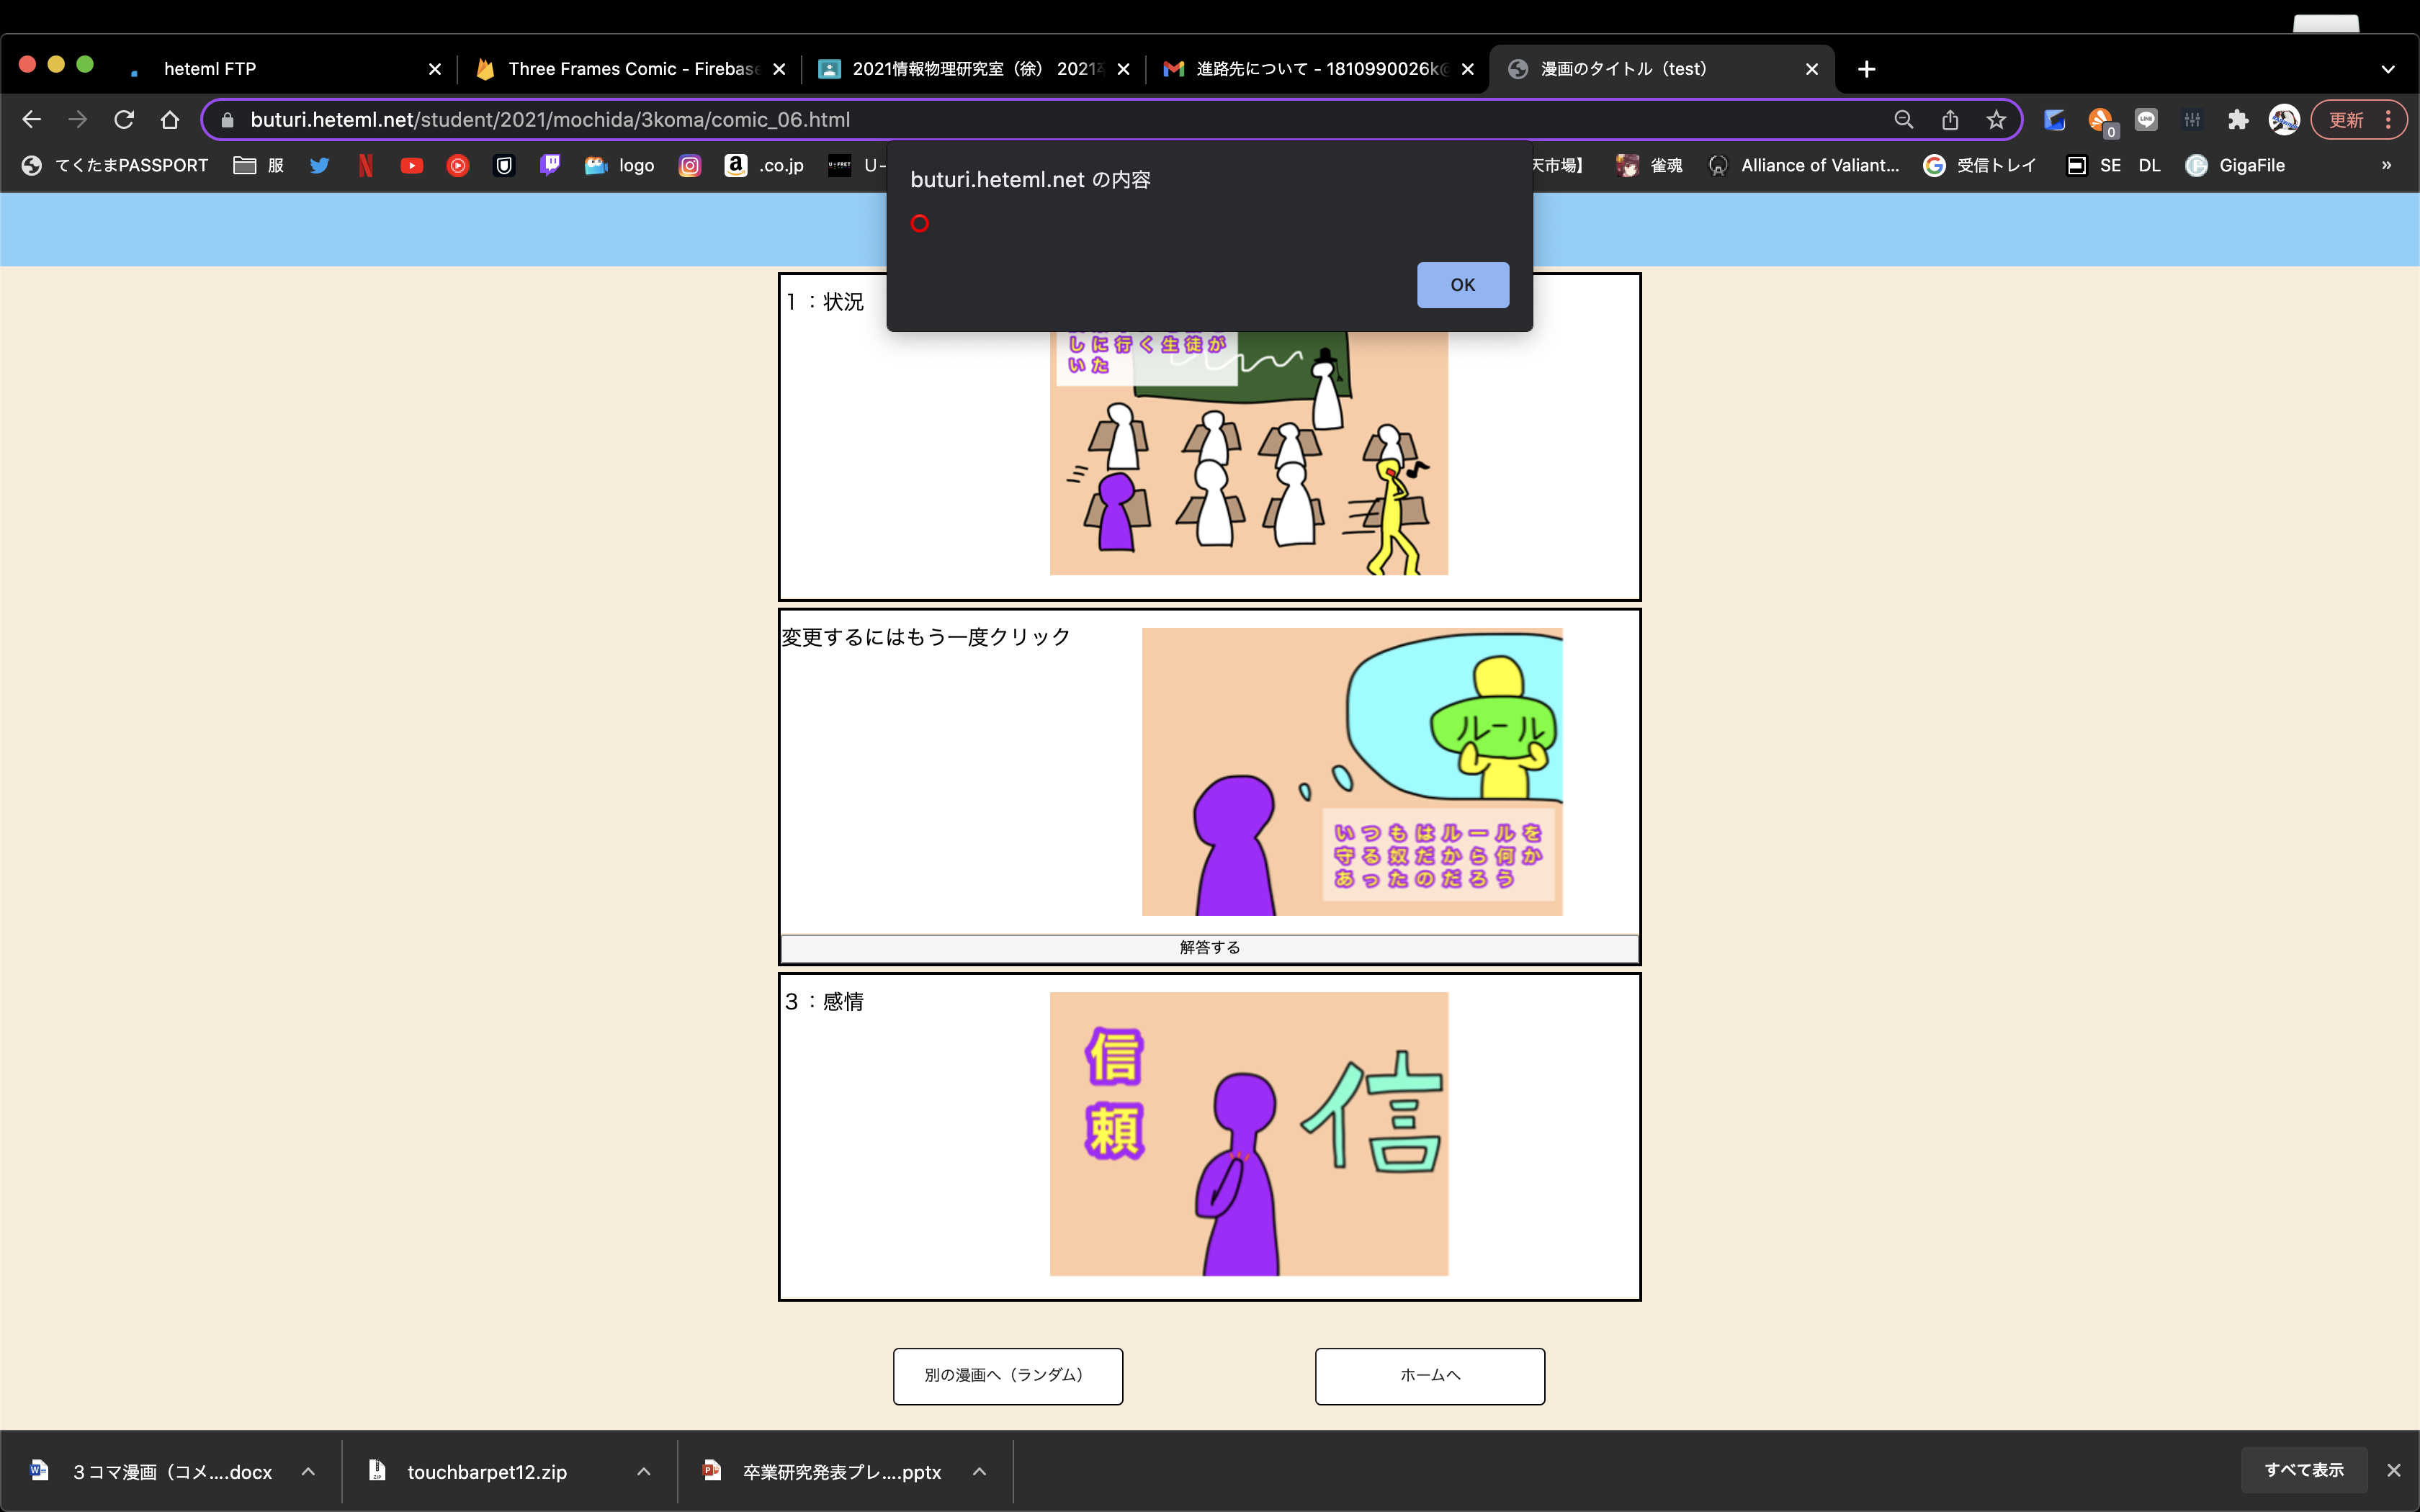 heteml FTP
Three Frames Comic - Firebase
2021情報物理研究室（徐） 2021
進路先について - 1810990026k@
漫画のタイトル（test）
buturi.heteml.net/student/2021/mochida/3koma/comic_06.html
0
LINE
更新
てくたまPASSPORT
服
logo
.co.jp
U-FRET
U-
天市場】
雀魂
Alliance of Valiant...
受信トレイ
SE
DL
GigaFile
»
buturi.heteml.net の内容
⭕
OK
１：状況
しに行く生徒が
いた
変更するにはもう一度クリック
ルール
いつもはルールを
守る奴だから何か
あったのだろう
解答する
３：感情
信頼
信
別の漫画へ（ランダム）
ホームへ
３コマ漫画（コメ....docx
touchbarpet12.zip
卒業研究発表プレ....pptx
すべて表示